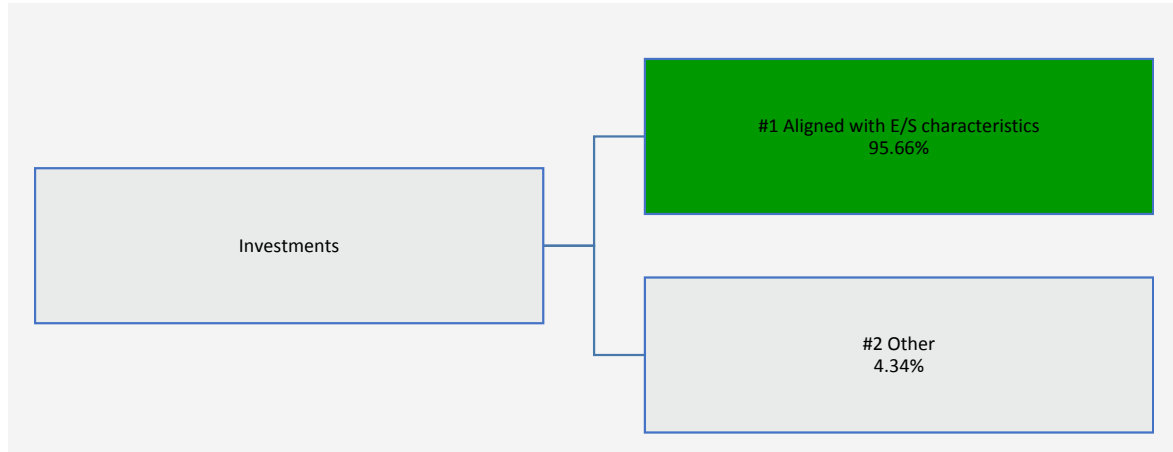 Investments
#1 Aligned with E/S characteristics
95.66%
#2 Other
4.34%